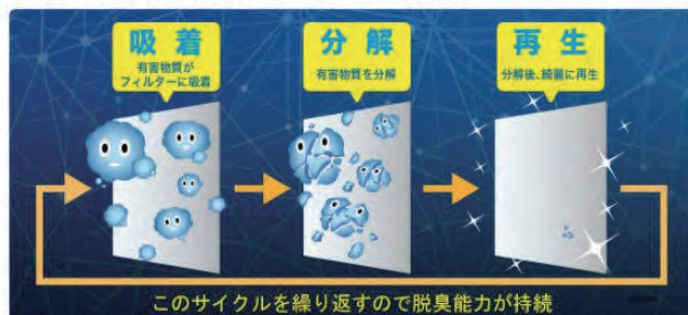 吸着
有害物質が
フィルターに吸着
分解
有害物質を分解
再生
分解後、綺麗に再生
このサイクルを繰り返すので脱臭能力が持続